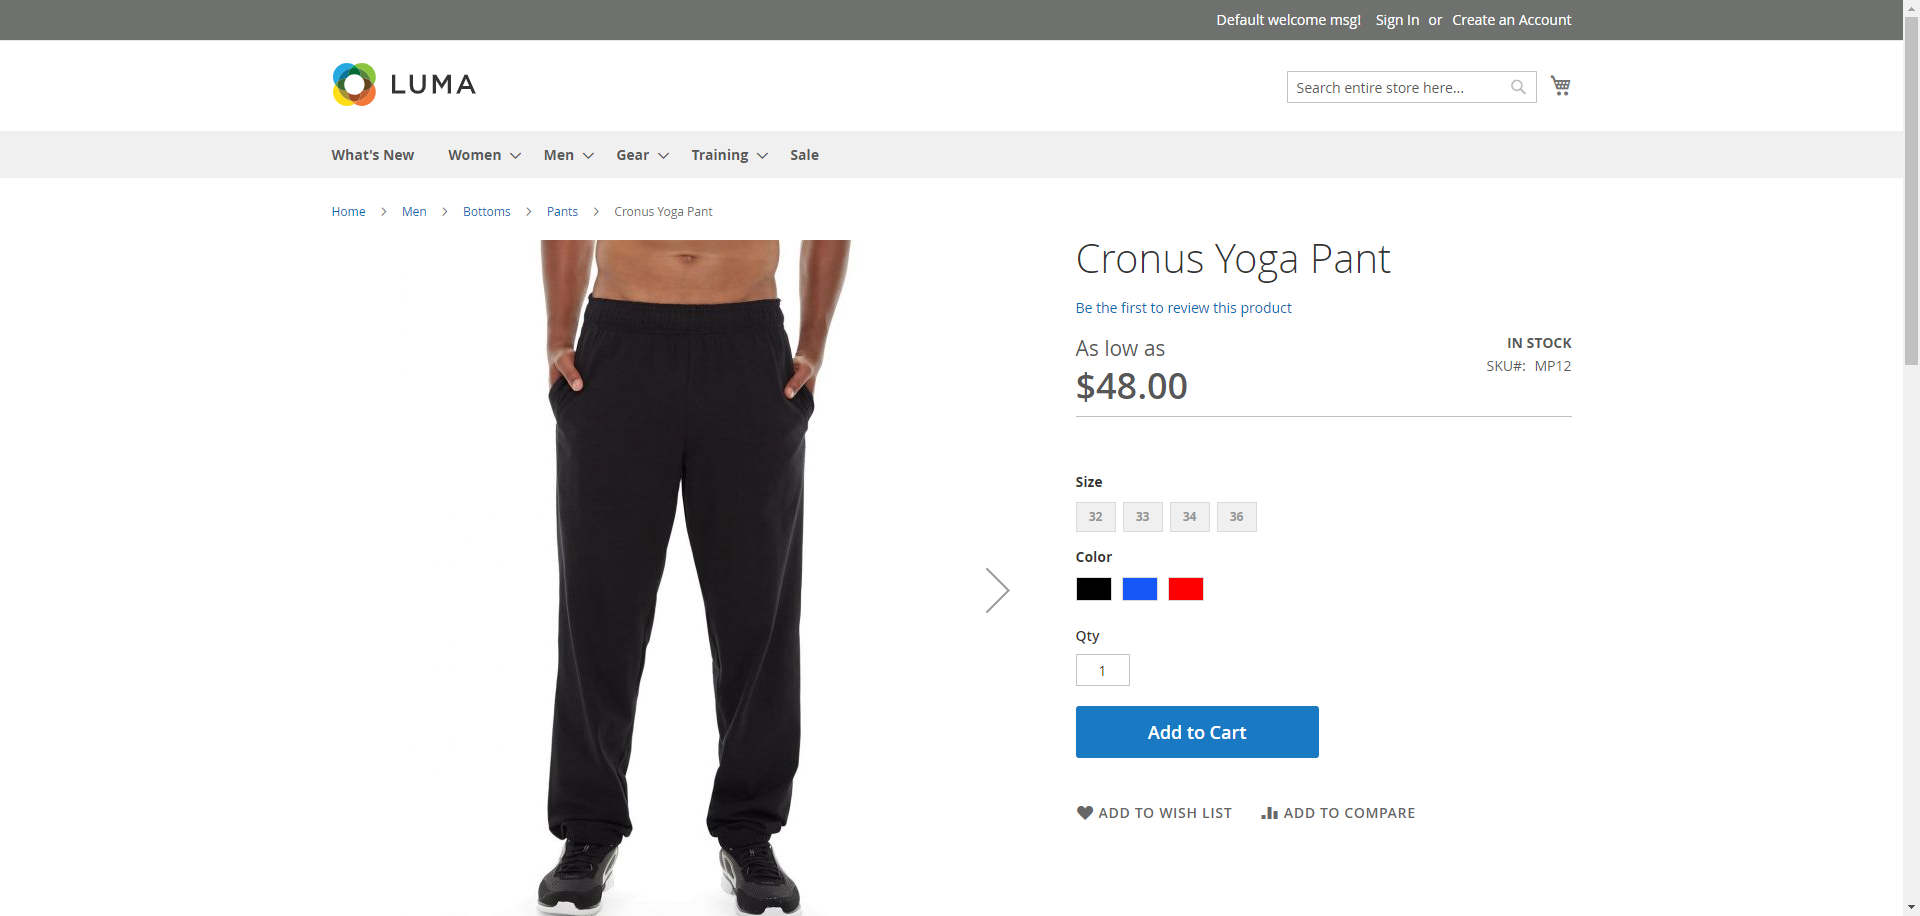 Default welcome msg! Sign In or Create an Account
LUMA
Search entire store here...
What's New Women Men Gear Training Sale
Home Men Bottoms Pants Cronus Yoga Pant
Cronus Yoga Pant
Be the first to review this product
As low as
$48.00
IN STOCK
SKU#: MP12
Size
32 33 34 36
Color
Qty
1
Add to Cart
ADD TO WISH LIST ADD TO COMPARE